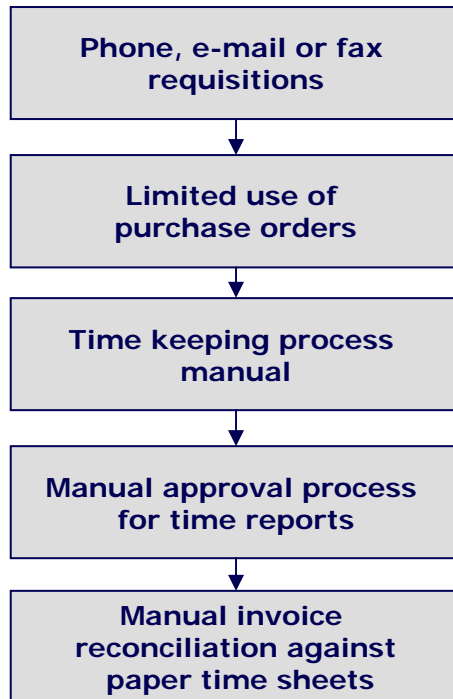 Phone, e-mail or fax
requisitions
Limited use of
purchase orders
Time keeping process
manual
Manual approval process
for time reports
Manual invoice
reconciliation against
paper time sheets